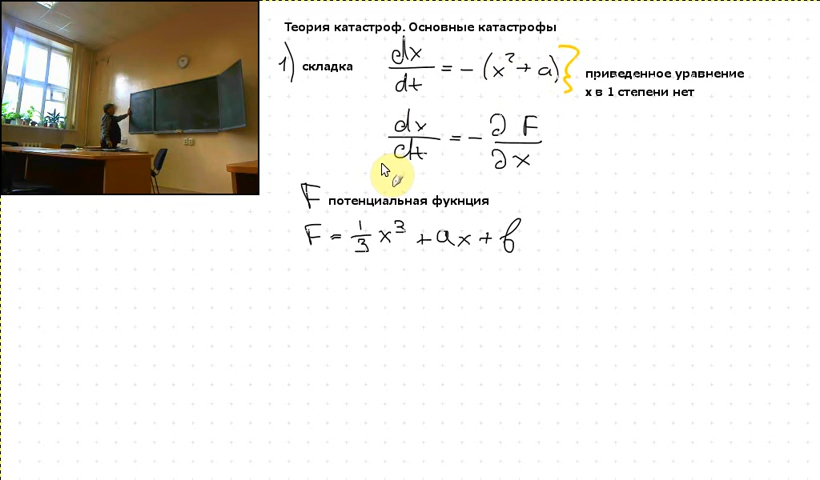 Теория катастроф. Основные катастрофы
1) складка dx/dt = - (x² + a)
приведенное уравнение
x в 1 степени нет
dx/dt = - ∂F/∂x
F потенциальная фукнция
F = 1/3 x³ + ax + b